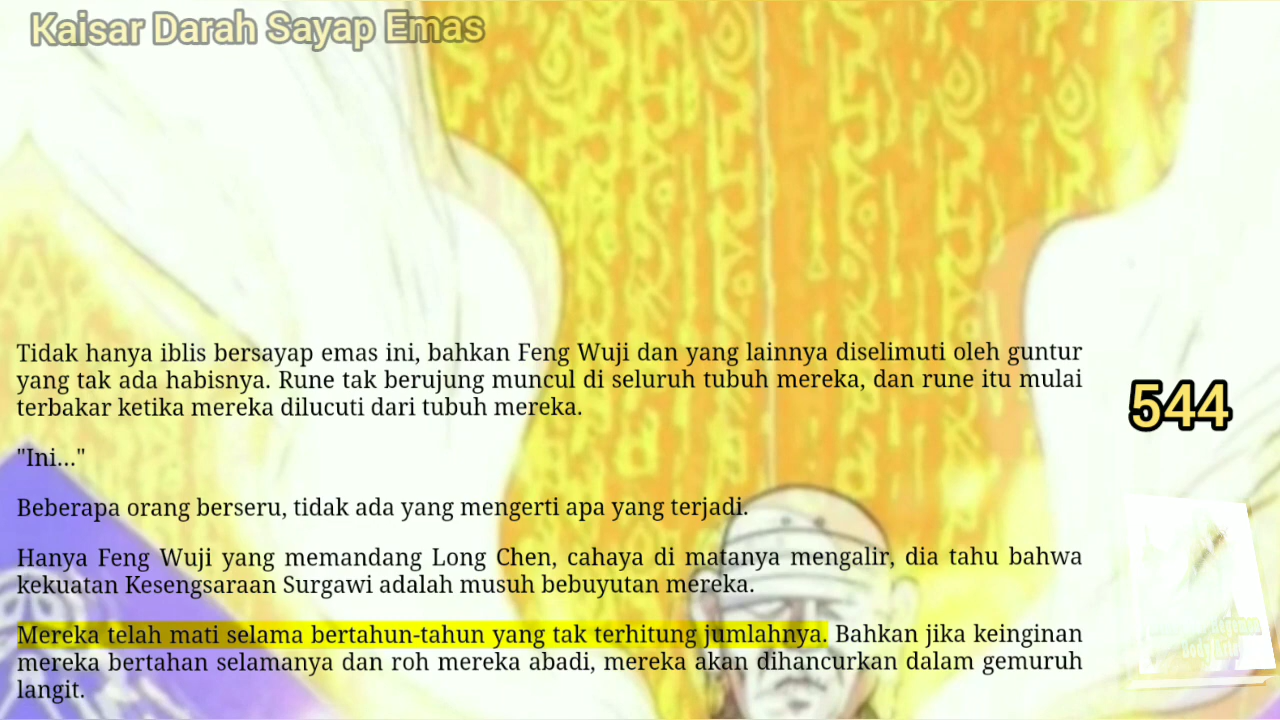 Kaisar Darah Sayap Emas
Tidak hanya iblis bersayap emas ini, bahkan Feng Wuji dan yang lainnya diselimuti oleh guntur
yang tak ada habisnya. Rune tak berujung muncul di seluruh tubuh mereka, dan rune itu mulai
terbakar ketika mereka dilucuti dari tubuh mereka.
544
"Ini..."
Beberapa orang berseru, tidak ada yang mengerti apa yang terjadi.
Hanya Feng Wuji yang memandang Long Chen, cahaya di matanya mengalir, dia tahu bahwa
kekuatan Kesengsaraan Surgawi adalah musuh bebuyutan mereka.
Mereka telah mati selama bertahun-tahun yang tak terhitung jumlahnya. Bahkan jika keinginan
mereka bertahan selamanya dan roh mereka abadi, mereka akan dihancurkan dalam gemuruh
langit.